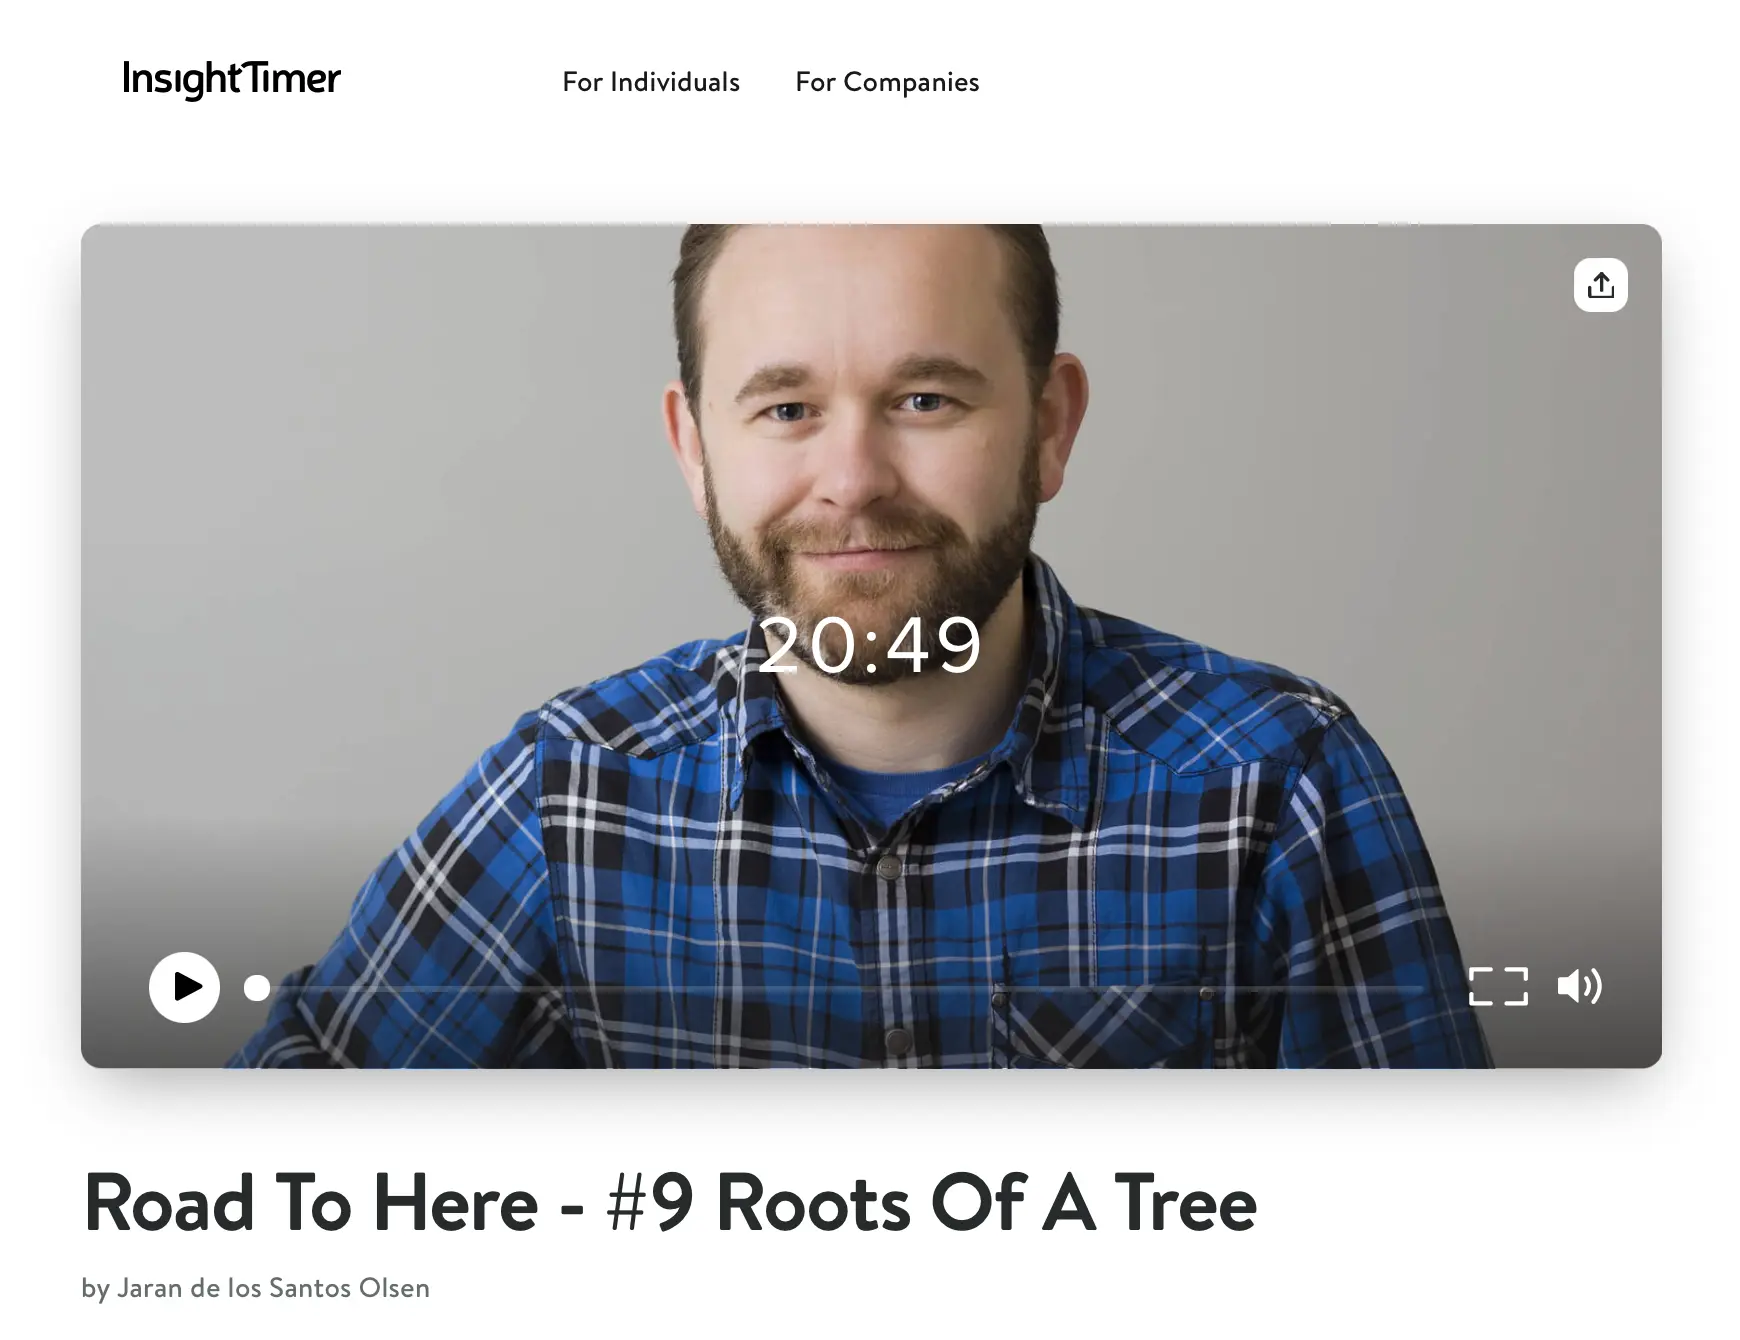 InsightTimer
For Individuals
For Companies
20:49
Road To Here - #9 Roots Of A Tree
by Jaran de los Santos Olsen